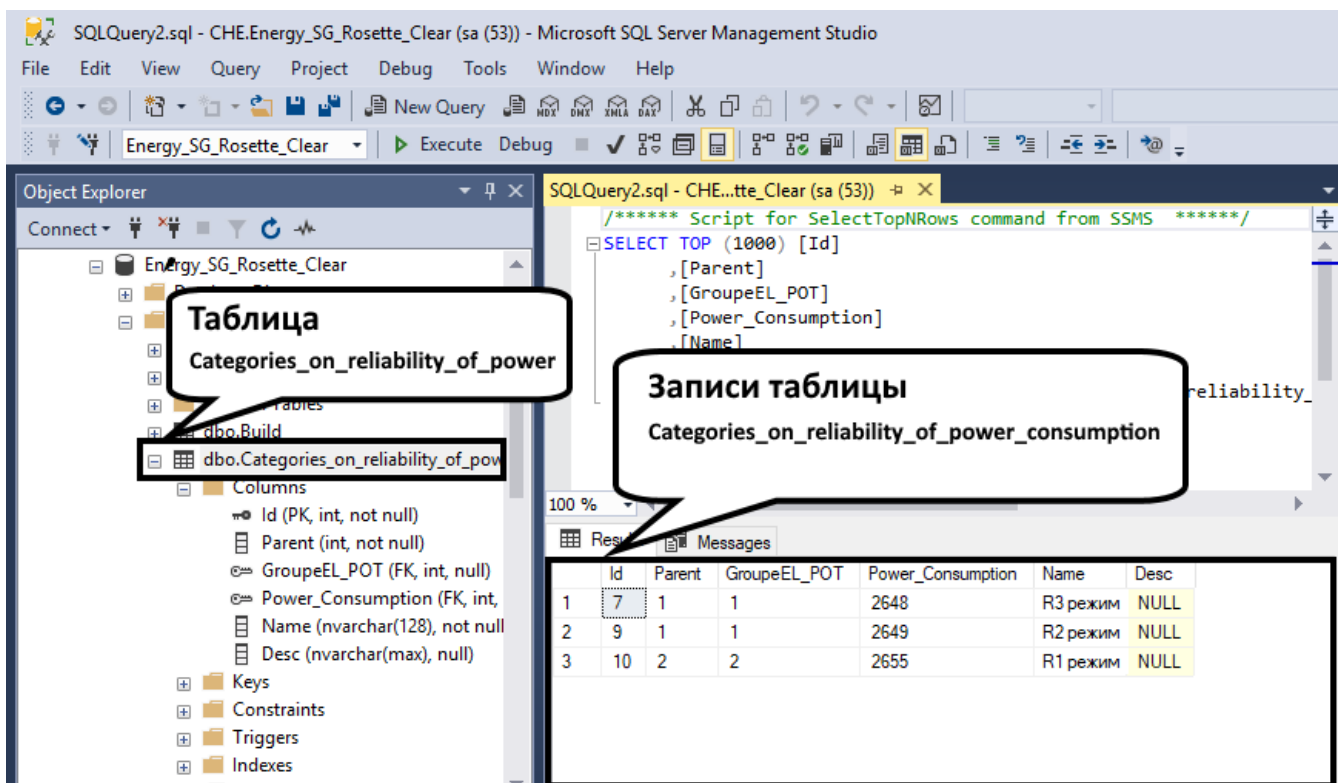 SQLQuery2.sql - CHE.Energy_SG_Rosette_Clear (sa (53)) - Microsoft SQL Server Management Studio
File Edit View Query Project Debug Tools Window Help
New Query MDX DMX XMLA DAX
Energy_SG_Rosette_Clear Execute Debug
Object Explorer
Connect
Energy_SG_Rosette_Clear
Таблица
Categories_on_reliability_of_power
dbo.Build
dbo.Categories_on_reliability_of_pow
Columns
Id (PK, int, not null)
Parent (int, not null)
GroupeEL_POT (FK, int, null)
Power_Consumption (FK, int,
Name (nvarchar(128), not null
Desc (nvarchar(max), null)
Keys
Constraints
Triggers
Indexes
SQLQuery2.sql - CHE...tte_Clear (sa (53))
/****** Script for SelectTopNRows command from SSMS ******/
SELECT TOP (1000) [Id]
,[Parent]
,[GroupeEL_POT]
,[Power_Consumption]
,[Name]
reliability_
Записи таблицы
Categories_on_reliability_of_power_consumption
100 %
Messages
Id Parent GroupeEL_POT Power_Consumption Name Desc
1 7 1 1 2648 R3 режим NULL
2 9 1 1 2649 R2 режим NULL
3 10 2 2 2655 R1 режим NULL